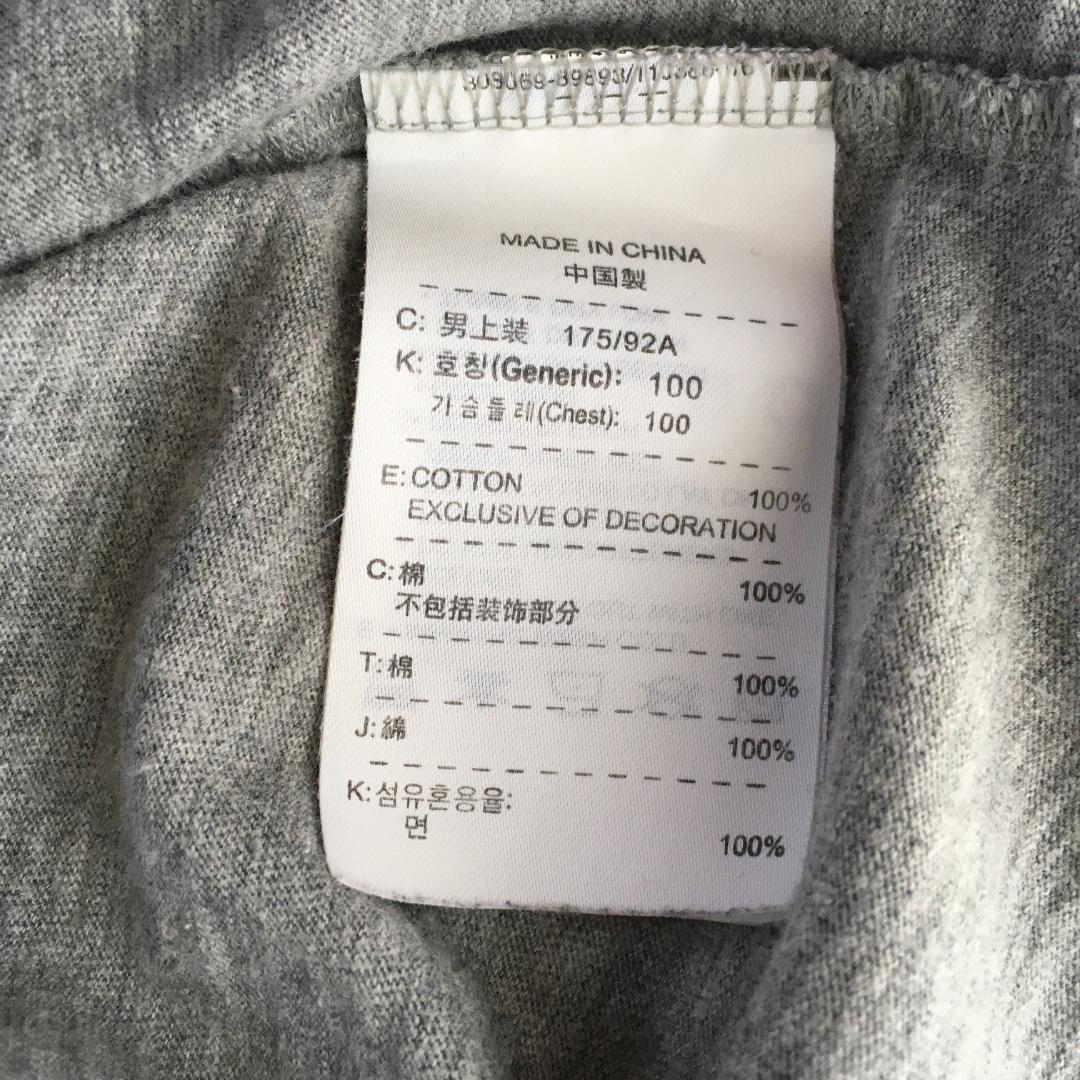 MADE IN CHINA
中国製
C: 男上装 175/92A
K: 호칭(Generic): 100
가슴둘레(Chest): 100
E: COTTON 100%
EXCLUSIVE OF DECORATION
C: 棉 100%
不包括装饰部分
T: 棉 100%
J: 綿 100%
K: 섬유혼용율:
면 100%